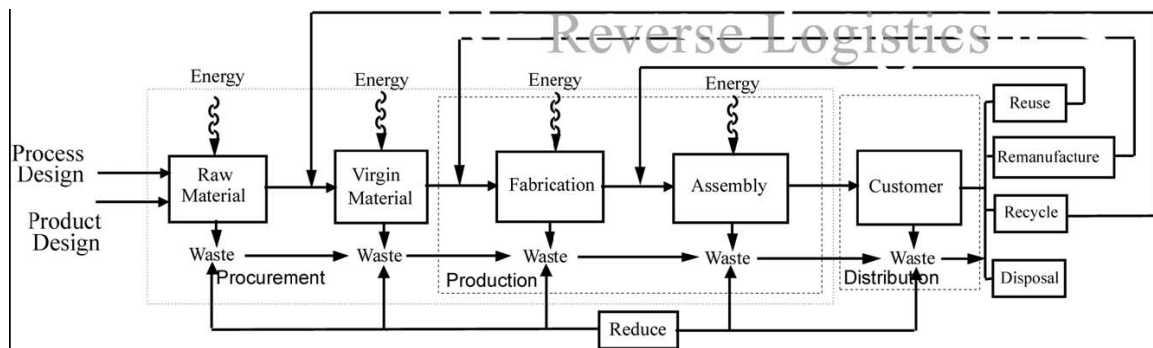 Reverse Logistics
Energy
Energy
Energy
Energy
Reuse
Process
Design
Raw
Material
Virgin
Material
Fabrication
Assembly
Customer
Remanufacture
Product
Design
Recycle
Waste
Waste
Waste
Waste
Waste
Procurement
Production
Distribution
Disposal
Reduce